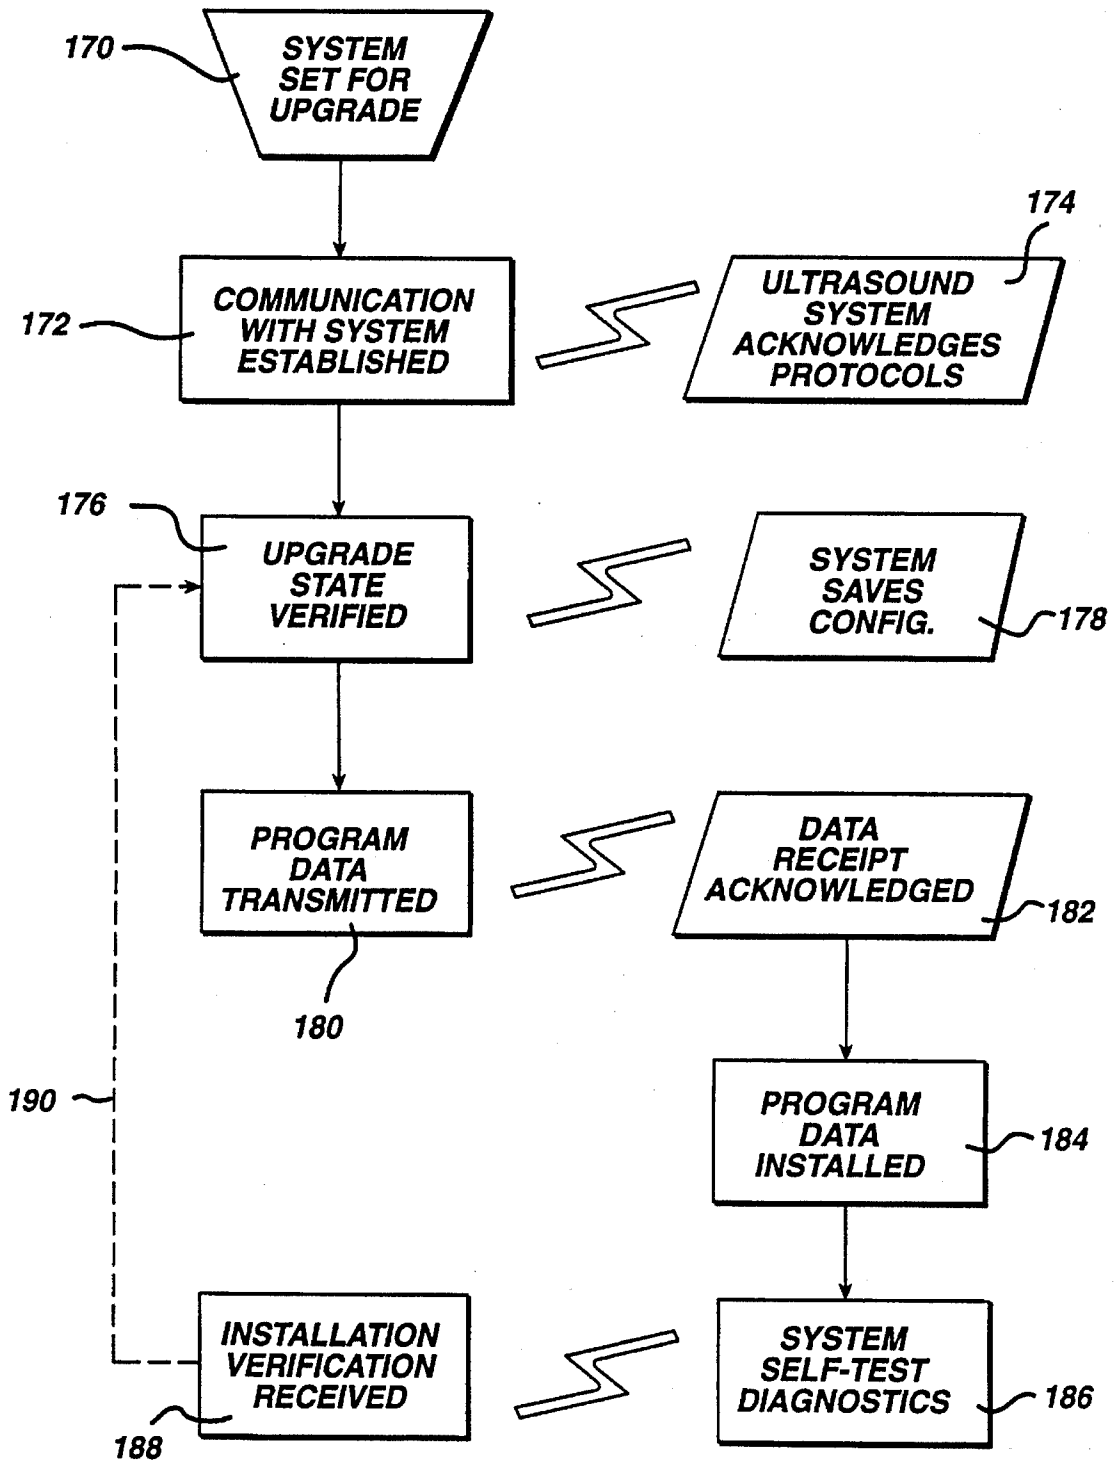 170
SYSTEM
SET FOR
UPGRADE
172
COMMUNICATION
WITH SYSTEM
ESTABLISHED
174
ULTRASOUND
SYSTEM
ACKNOWLEDGES
PROTOCOLS
176
UPGRADE
STATE
VERIFIED
SYSTEM
SAVES
CONFIG.
178
PROGRAM
DATA
TRANSMITTED
180
DATA
RECEIPT
ACKNOWLEDGED
182
190
PROGRAM
DATA
INSTALLED
184
INSTALLATION
VERIFICATION
RECEIVED
188
SYSTEM
SELF-TEST
DIAGNOSTICS
186